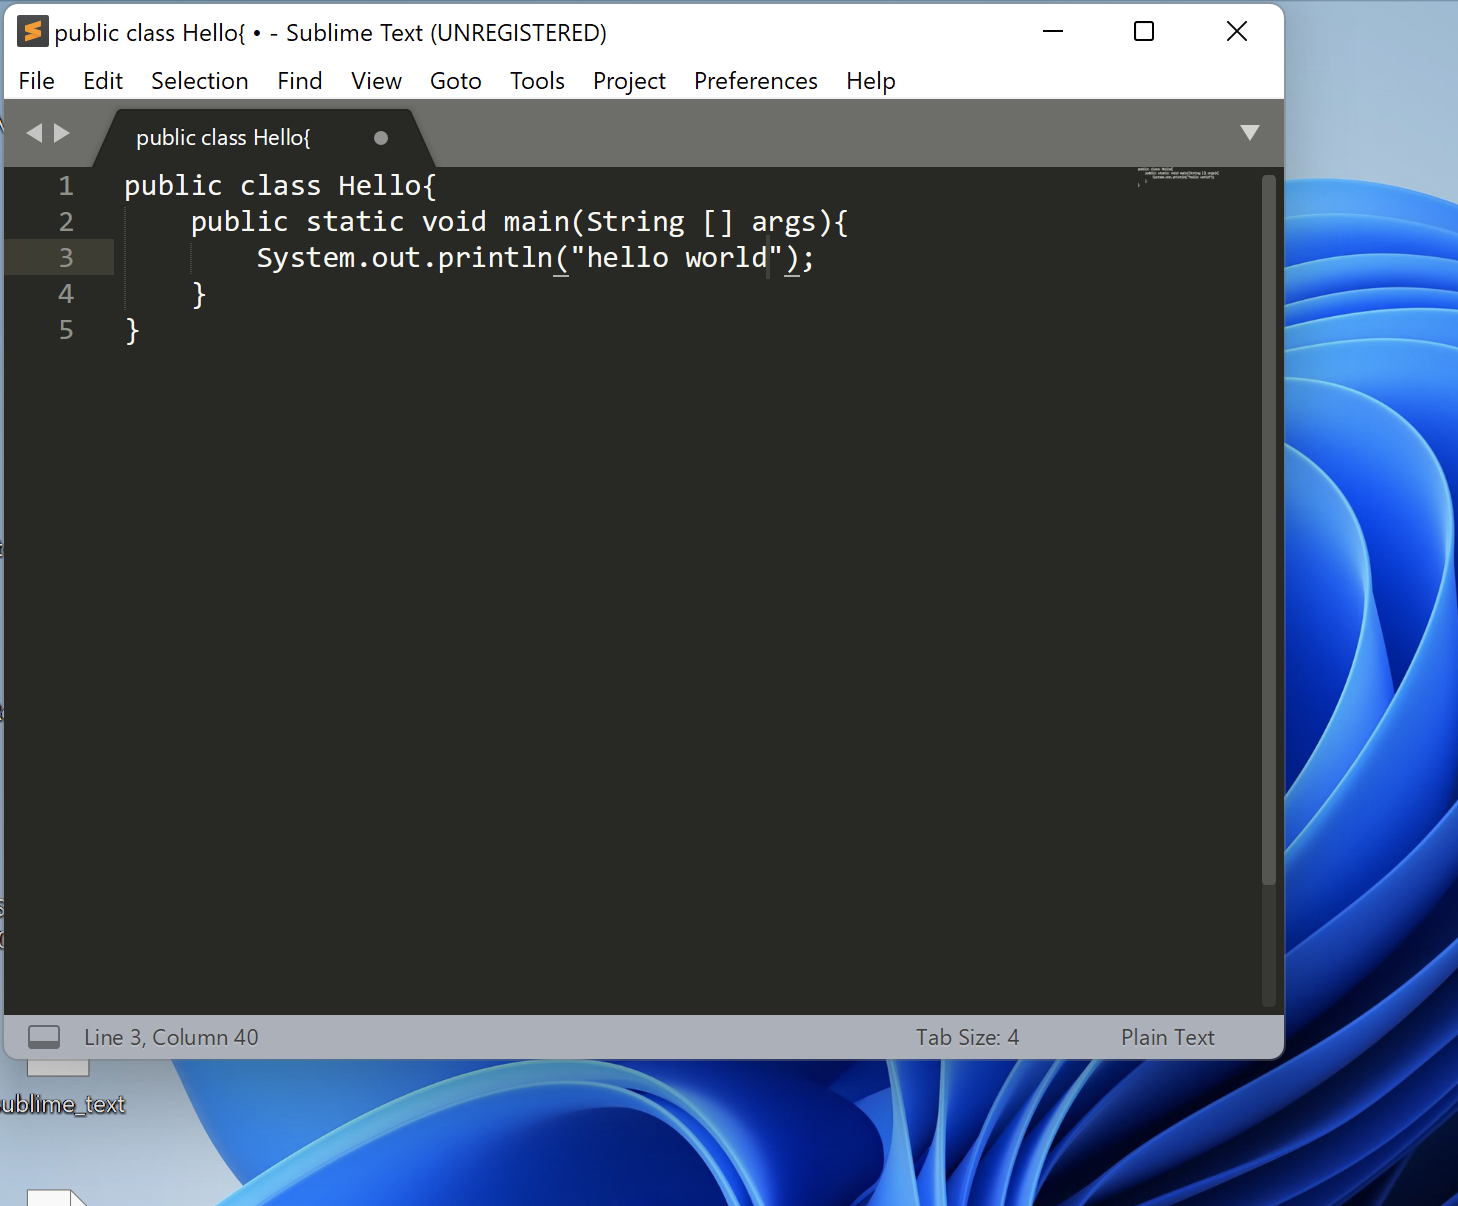 public class Hello{ • - Sublime Text (UNREGISTERED)
File Edit Selection Find View Goto Tools Project Preferences Help
public class Hello{
1 public class Hello{
2 public static void main(String [] args){
3 System.out.println("hello world");
4 }
5 }
Line 3, Column 40 Tab Size: 4 Plain Text
ublime_text